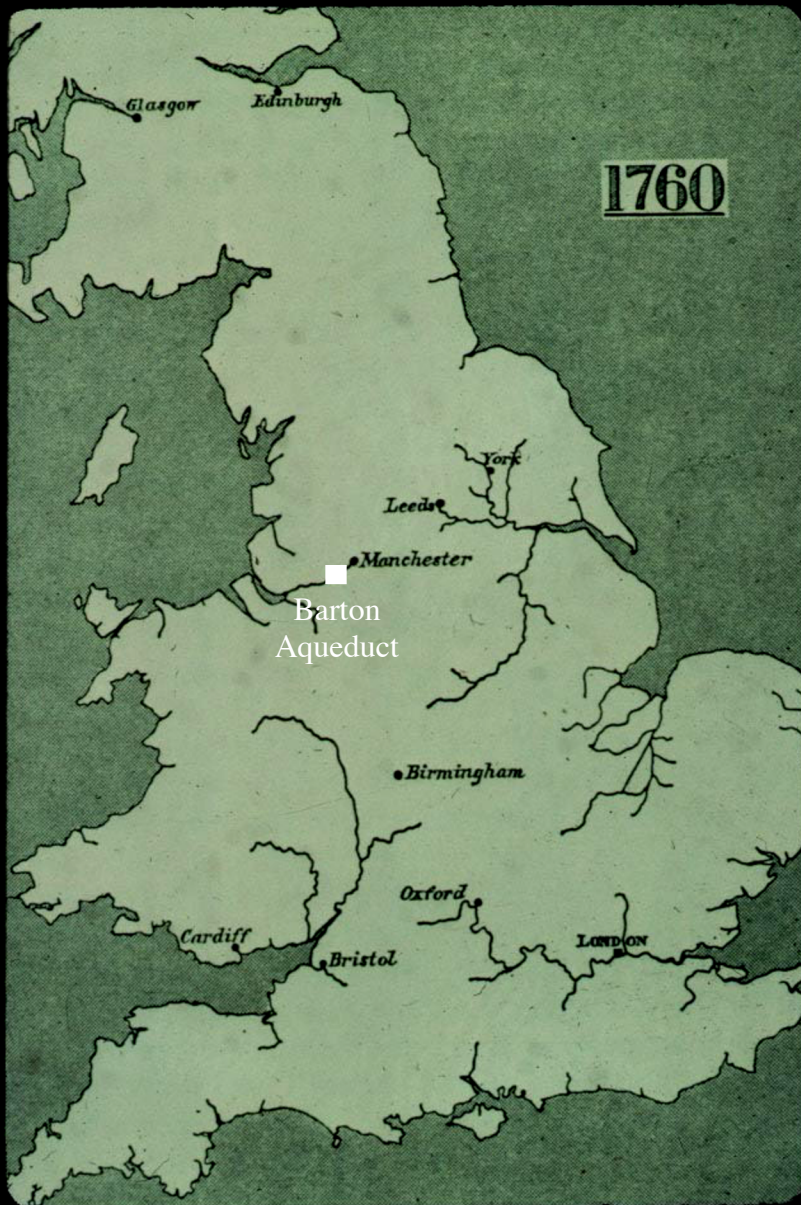 Glasgow
Edinburgh
1760
York
Leeds
Manchester
Barton
Aqueduct
Birmingham
Oxford
Cardiff
LONDON
Bristol